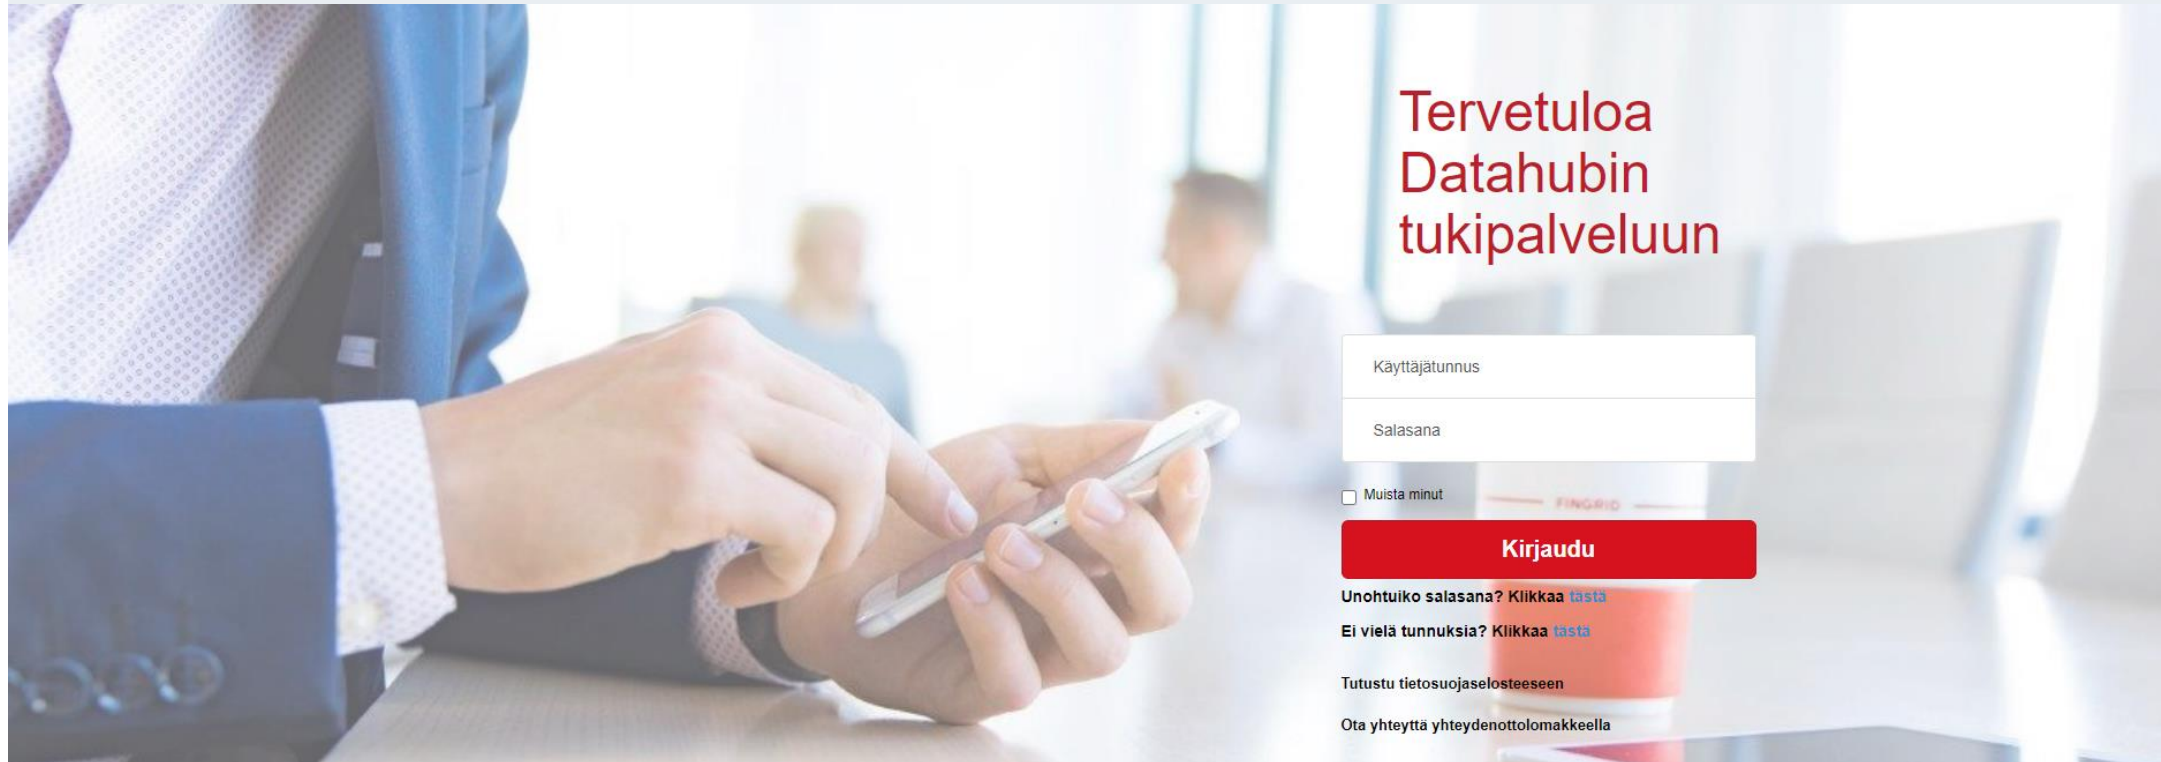 Tervetuloa
Datahubin
tukipalveluun
Käyttäjätunnus
Salasana
Muista minut
FINGRID
Kirjaudu
Unohtuiko salasana? Klikkaa tästä
Ei vielä tunnuksia? Klikkaa tästä
Tutustu tietosuojaselosteeseen
Ota yhteyttä yhteydenottolomakkeella